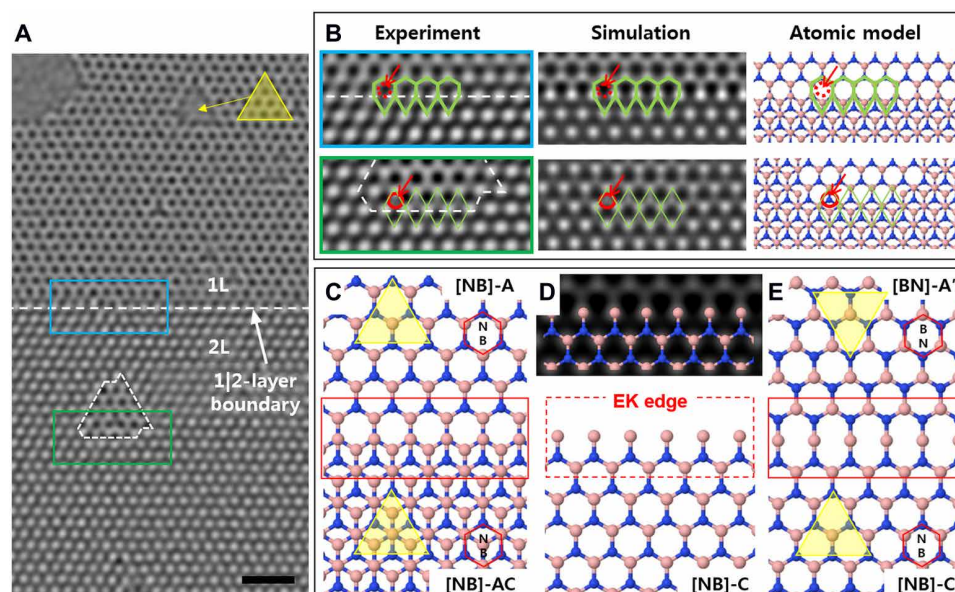 A
1L
2L
1|2-layer
boundary
B
Experiment
Simulation
Atomic model
C
[NB]-A
N
B
N
B
[NB]-AC
D
EK edge
[NB]-C
E
[BN]-A'
B
N
N
B
[NB]-C